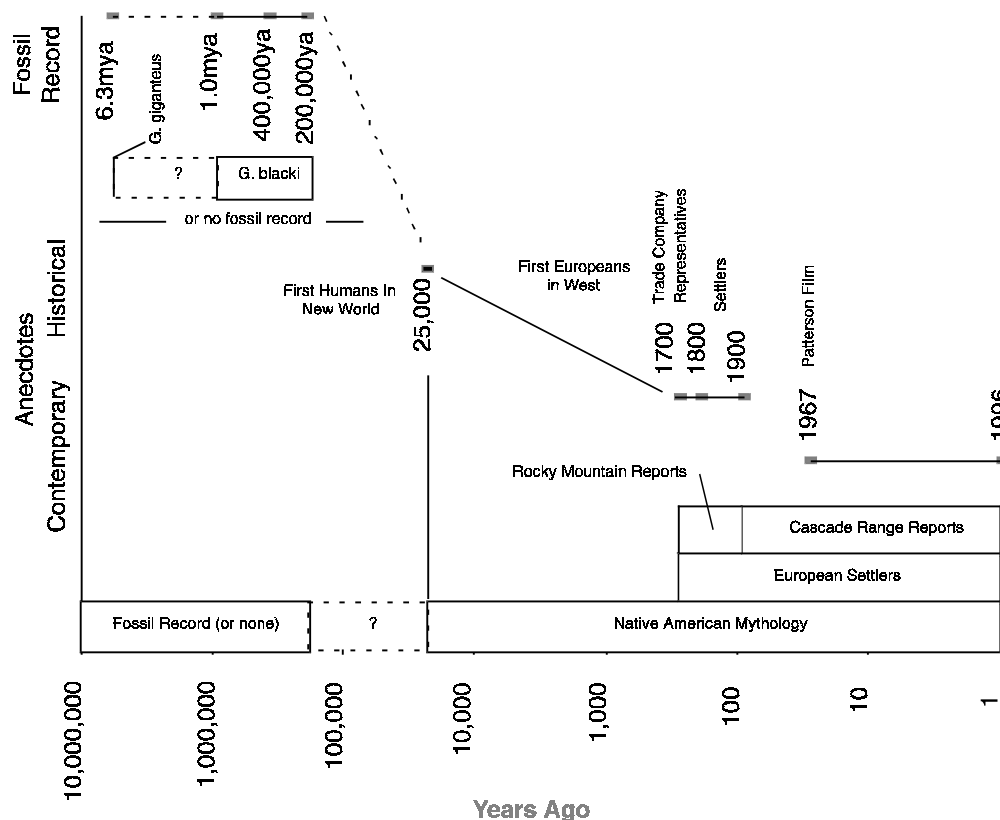 Fossil
Record
6.3mya
G. giganteus
1.0mya
400,000ya
200,000ya
?
G. blacki
or no fossil record
Anecdotes
Historical
Contemporary
First Humans In
New World
25,000
First Europeans
in West
Trade Company
Representatives
Settlers
1700
1800
1900
Patterson Film
1967
Rocky Mountain Reports
Cascade Range Reports
European Settlers
Fossil Record (or none)
?
Native American Mythology
10,000,000
1,000,000
100,000
10,000
1,000
100
10
1
Years Ago